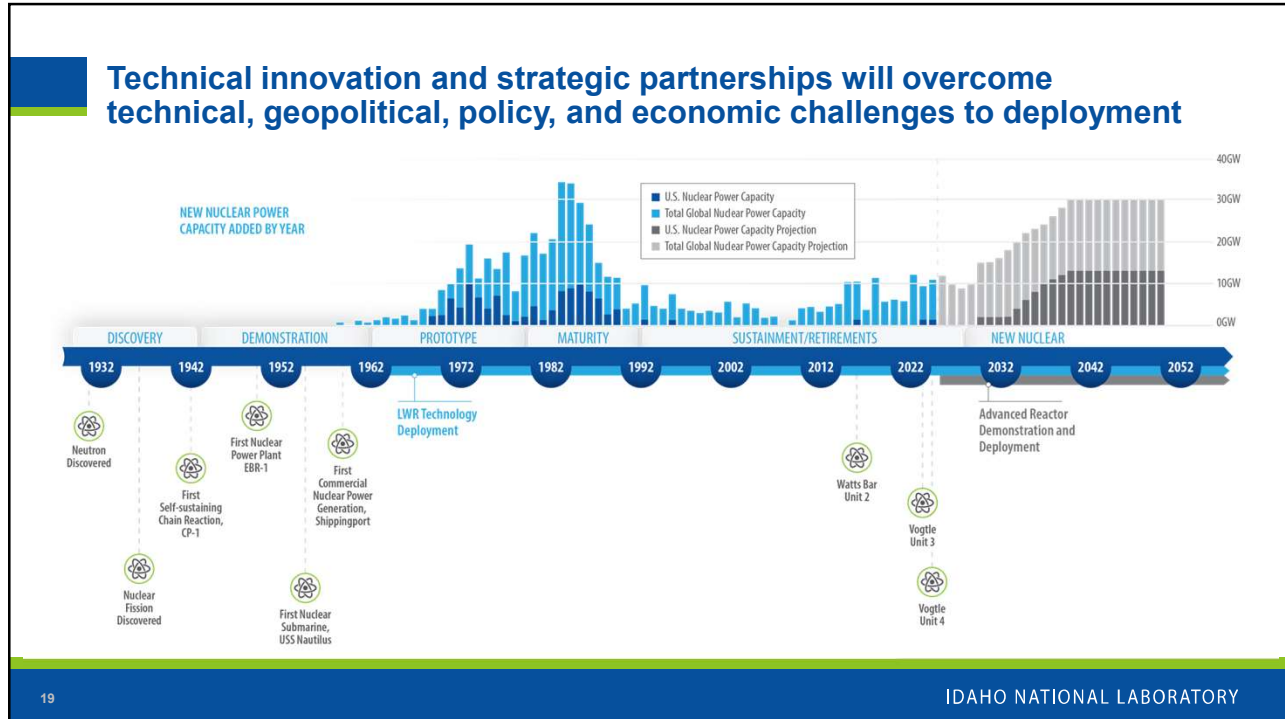 Technical innovation and strategic partnerships will overcome
technical, geopolitical, policy, and economic challenges to deployment
NEW NUCLEAR POWER
CAPACITY ADDED BY YEAR
U.S. Nuclear Power Capacity
Total Global Nuclear Power Capacity
U.S. Nuclear Power Capacity Projection
Total Global Nuclear Power Capacity Projection
40GW
30GW
20GW
10GW
0GW
DISCOVERY
DEMONSTRATION
PROTOTYPE
MATURITY
SUSTAINMENT/RETIREMENTS
NEW NUCLEAR
1932
1942
1952
1962
1972
1982
1992
2002
2012
2022
2032
2042
2052
Neutron
Discovered
Nuclear
Fission
Discovered
First
Self-sustaining
Chain Reaction,
CP-1
First Nuclear
Power Plant
EBR-1
First Nuclear
Submarine,
USS Nautilus
First
Commercial
Nuclear Power
Generation,
Shippingport
LWR Technology
Deployment
Watts Bar
Unit 2
Vogtle
Unit 3
Vogtle
Unit 4
Advanced Reactor
Demonstration and
Deployment
19
IDAHO NATIONAL LABORATORY